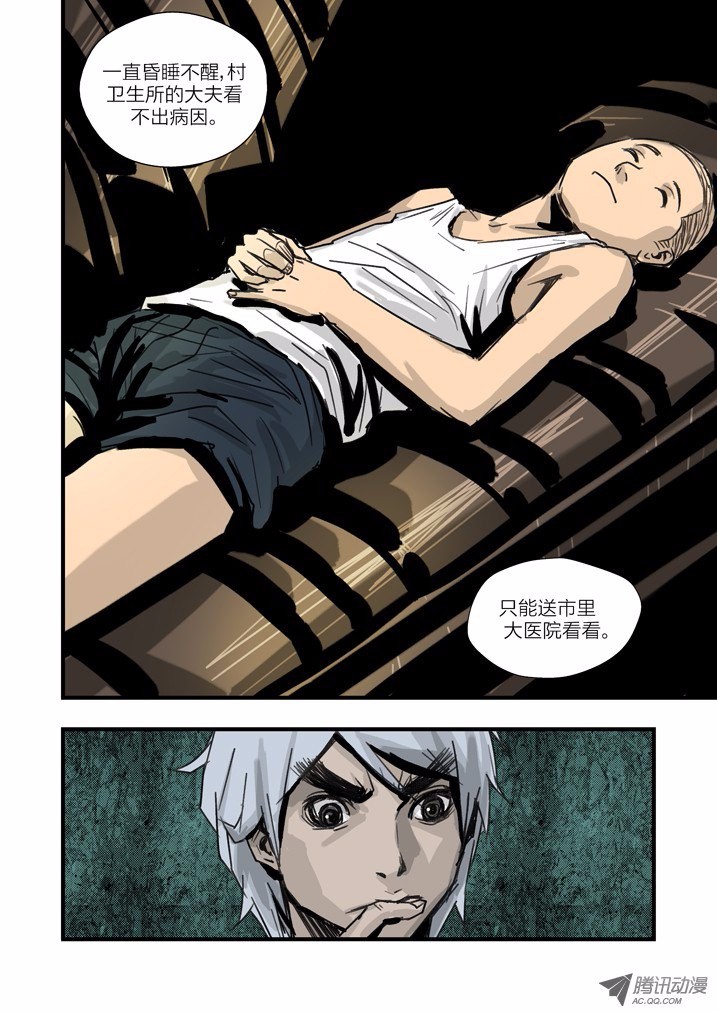 一直昏睡不醒,村
卫生所的大夫看
不出病因。
只能送市里
大医院看看。
腾讯动漫
AC.QQ.COM